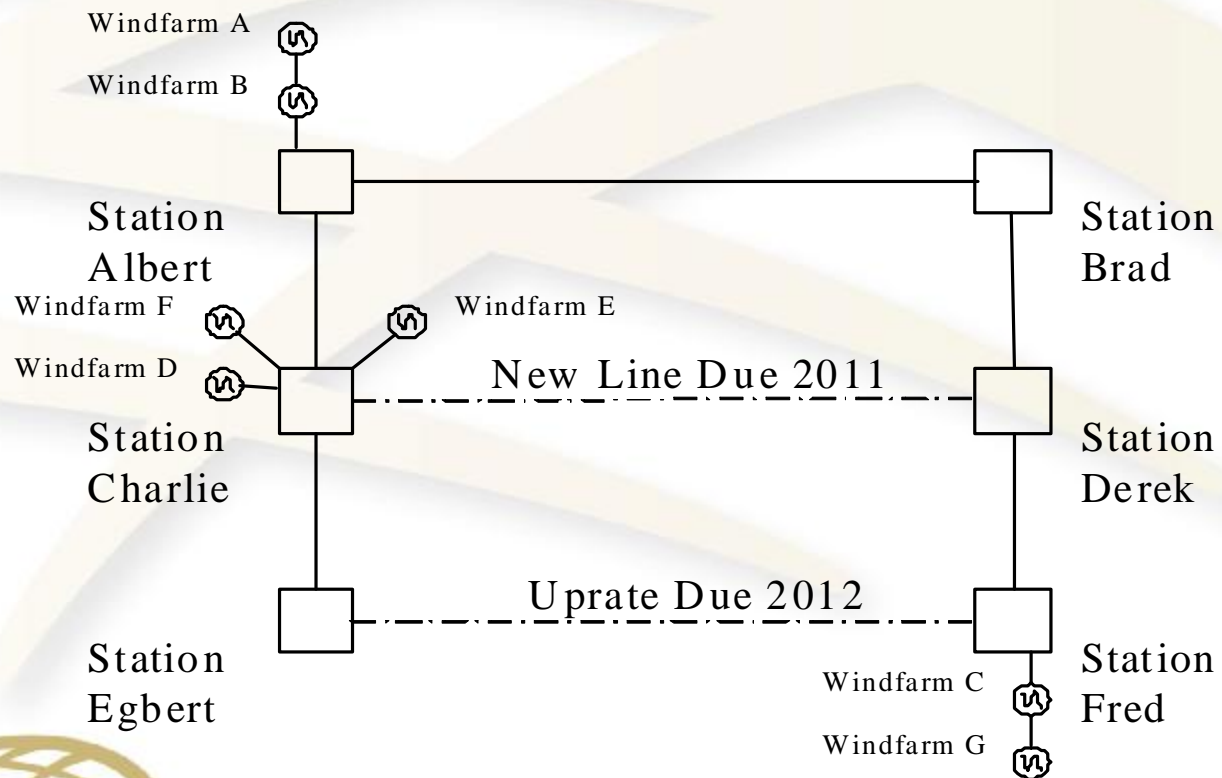 Windfarm A
Windfarm B
Station
Albert
Station
Brad
Windfarm F
Windfarm E
Windfarm D
New Line Due 2011
Station
Charlie
Station
Derek
Uprate Due 2012
Station
Egbert
Windfarm C
Station
Fred
Windfarm G